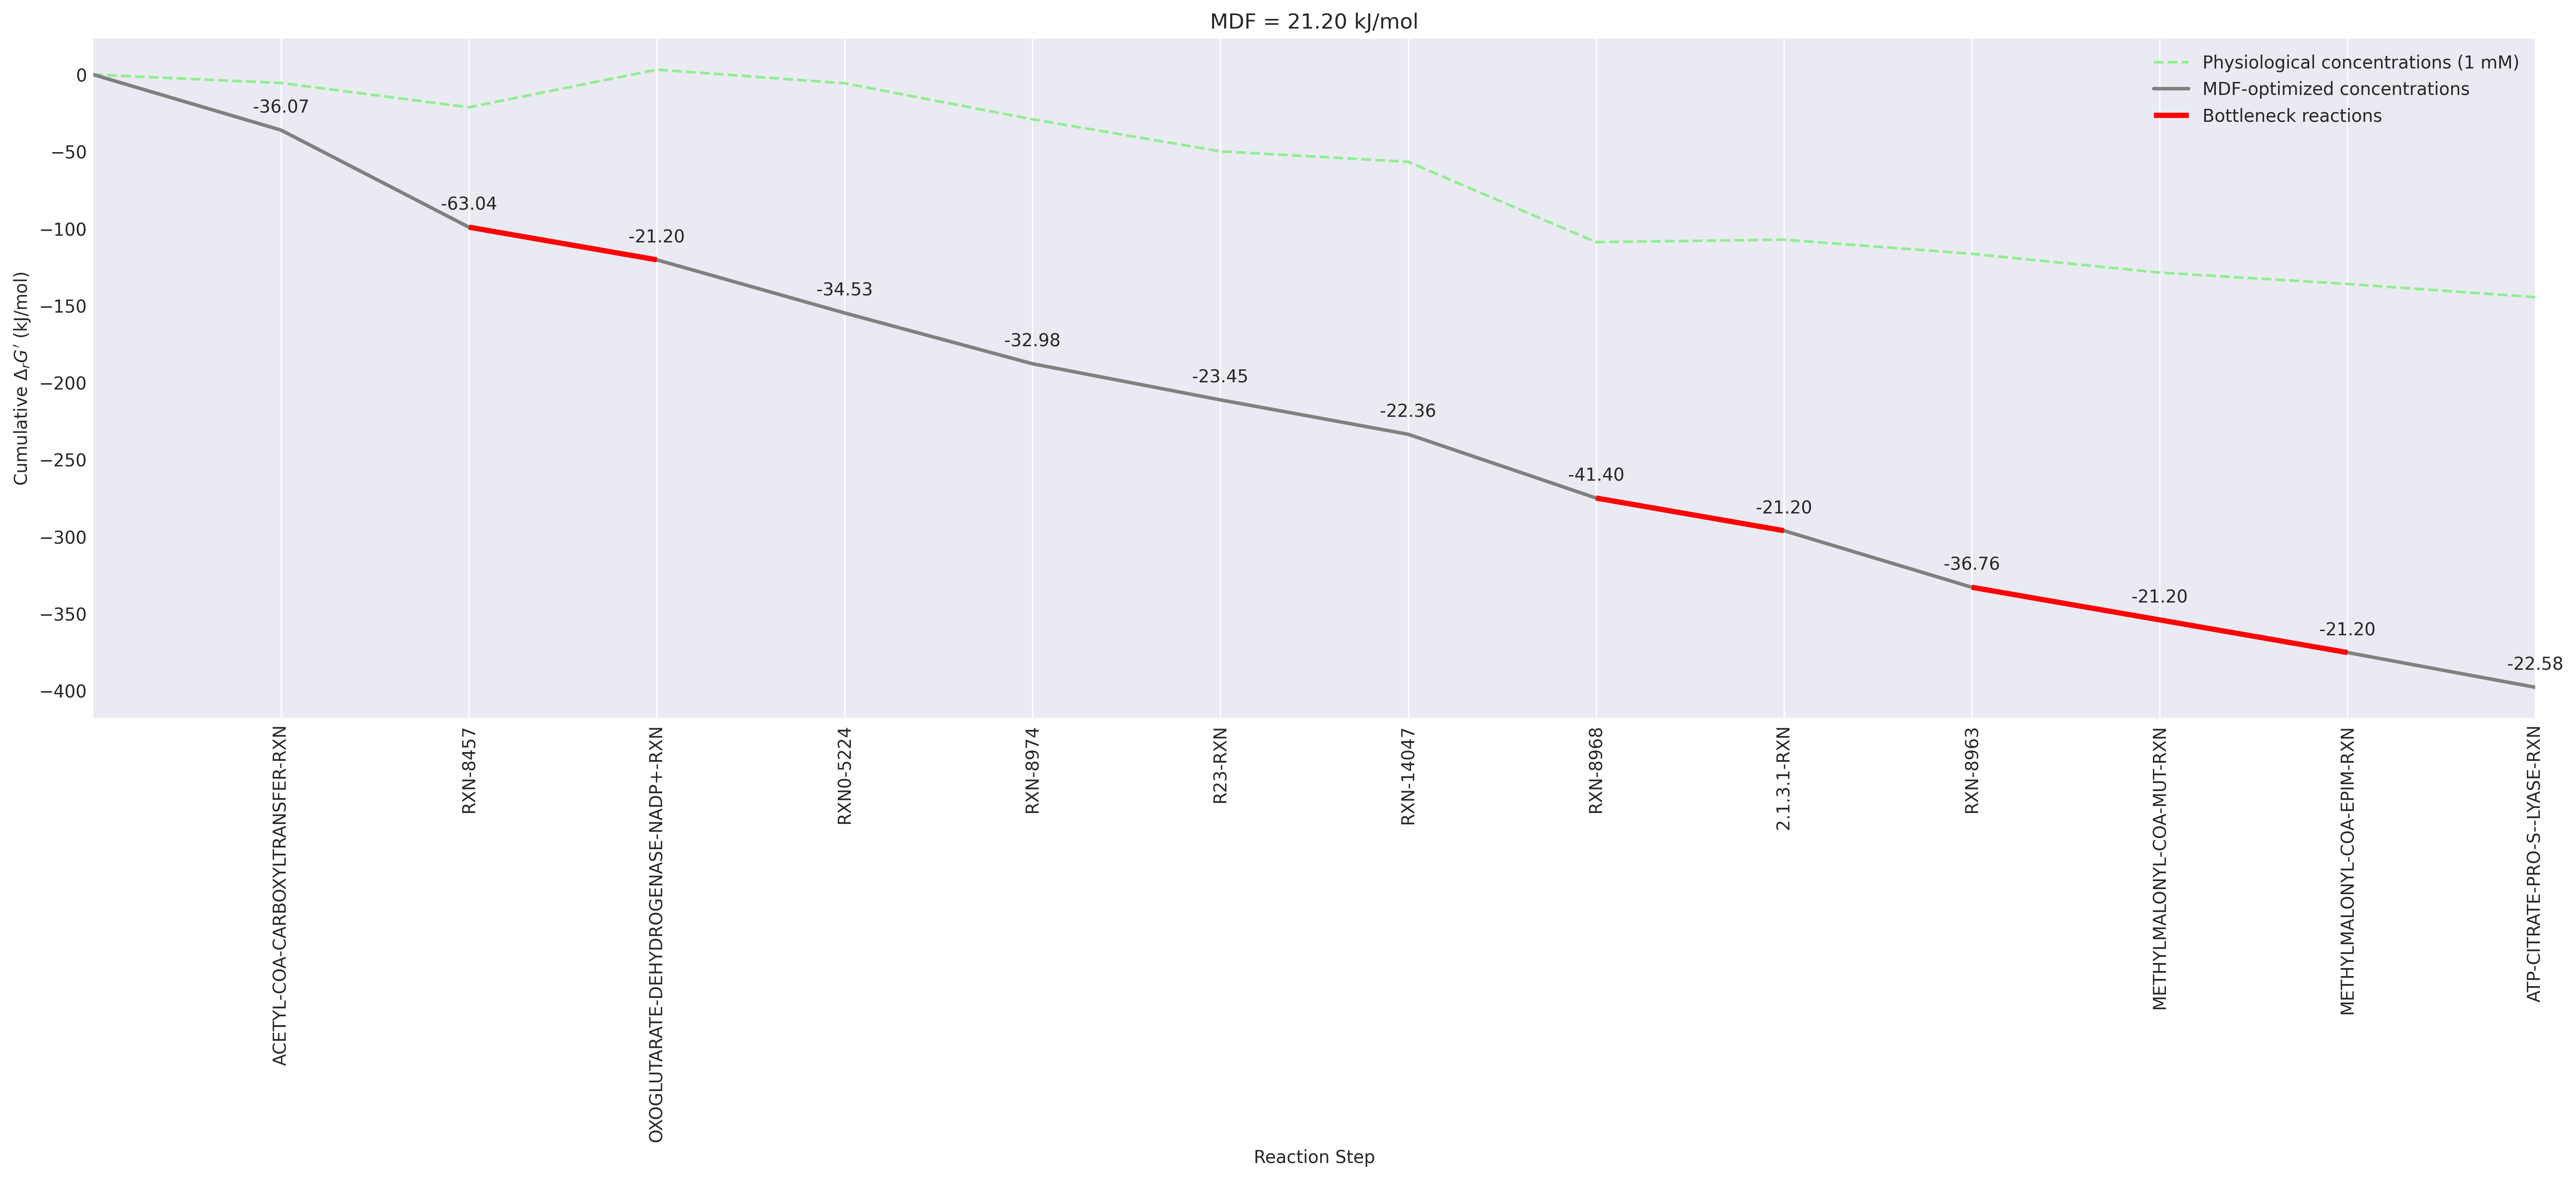 MDF = 21.20 kJ/mol
Physiological concentrations (1 mM)
MDF-optimized concentrations
Bottleneck reactions
Cumulative Δ_rG′ (kJ/mol)
0
−50
−100
−150
−200
−250
−300
−350
−400
-36.07
-63.04
-21.20
-34.53
-32.98
-23.45
-22.36
-41.40
-21.20
-36.76
-21.20
-21.20
-22.58
ACETYL-COA-CARBOXYLTRANSFER-RXN
RXN-8457
OXOGLUTARATE-DEHYDROGENASE-NADP+-RXN
RXN0-5224
RXN-8974
R23-RXN
RXN-14047
RXN-8968
2.1.3.1-RXN
RXN-8963
METHYLMALONYL-COA-MUT-RXN
METHYLMALONYL-COA-EPIM-RXN
ATP-CITRATE-PRO-S--LYASE-RXN
Reaction Step